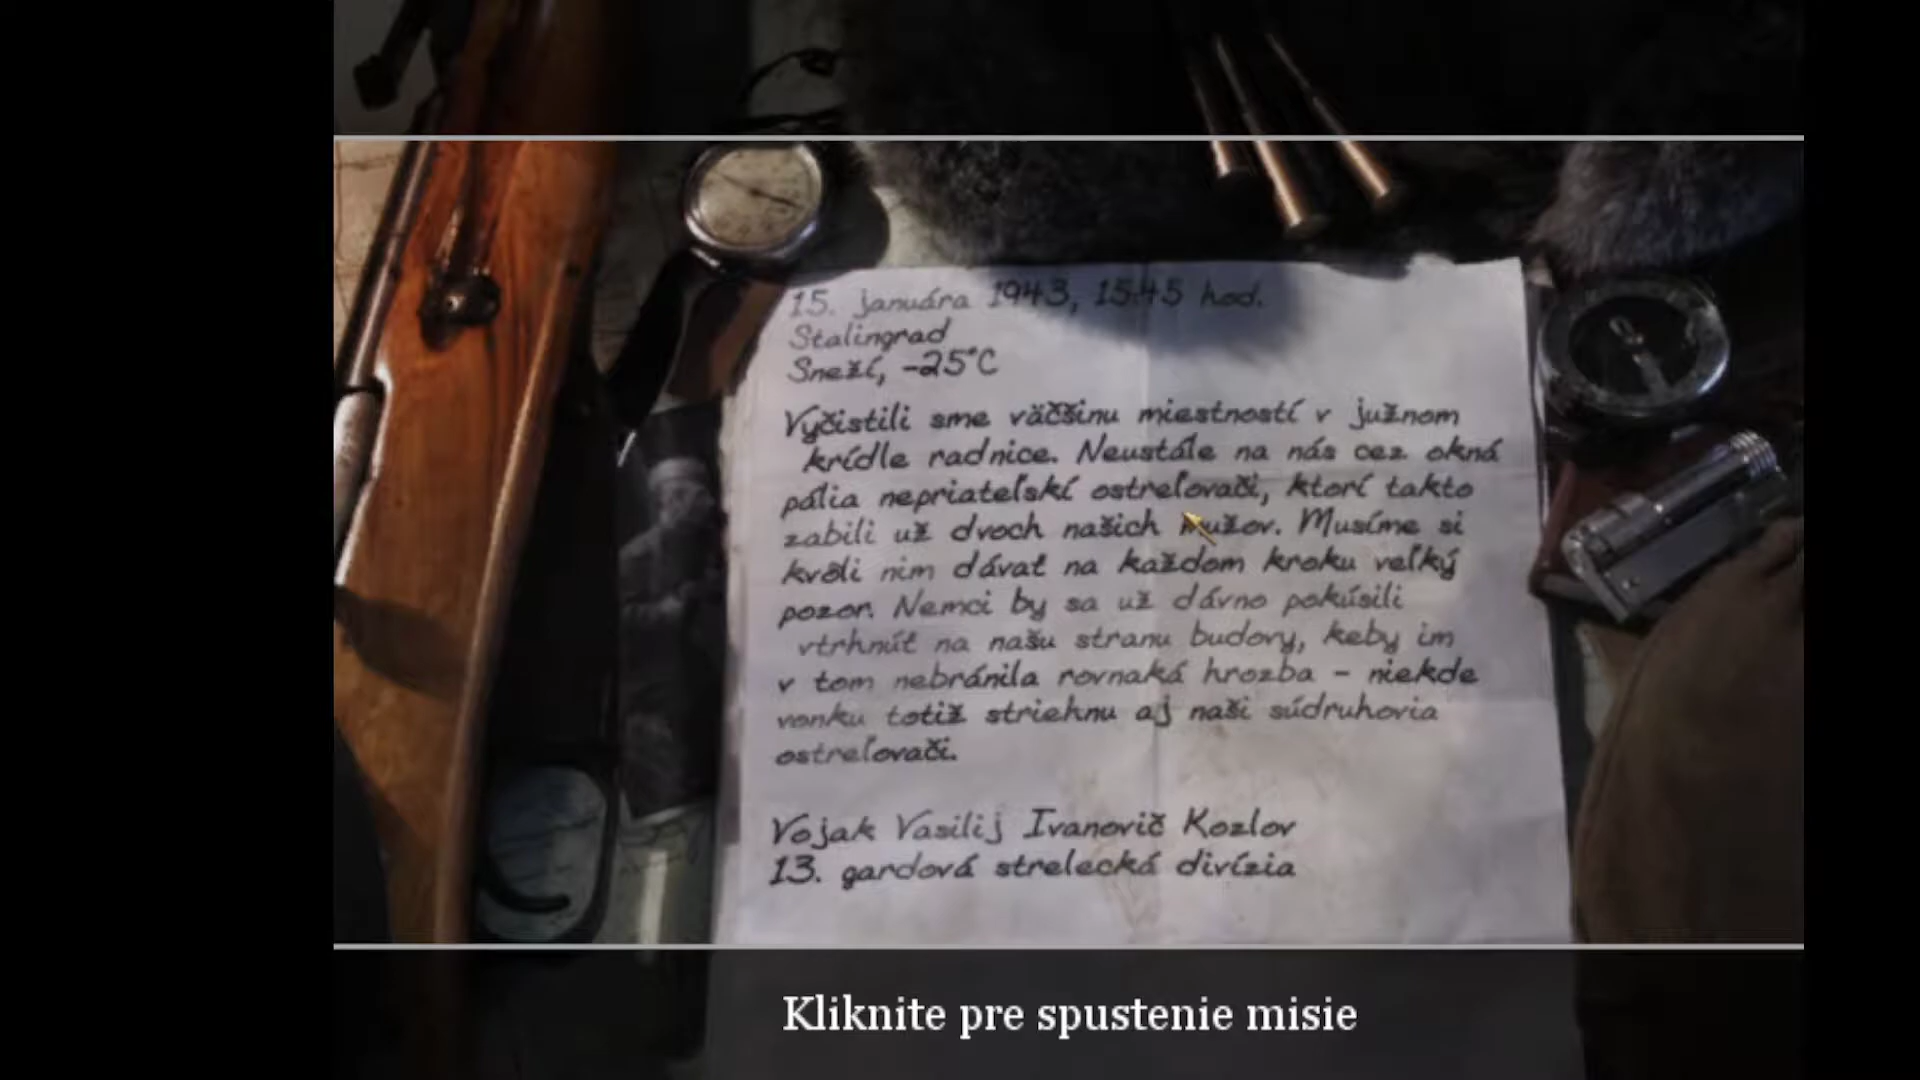 15. januára 1943, 15:45 hod.
Stalingrad
Sneží, -25°C
Vyčistili sme väčšinu miestností v južnom
krídle radnice. Neustále na nás cez okná
pália nepriateľskí ostreľovači, ktorí takto
zabili už dvoch našich mužov. Musíme si
kvôli nim dávať na každom kroku veľký
pozor. Nemci by sa už dávno pokúsili
vtrhnúť na našu stranu budovy, keby im
v tom nebránila rovnaká hrozba - niekde
vonku totiž striehnu aj naši súdruhovia
ostreľovači.
Vojak Vasilij Ivanovič Kozlov
13. gardová strelecká divízia
Kliknite pre spustenie misie